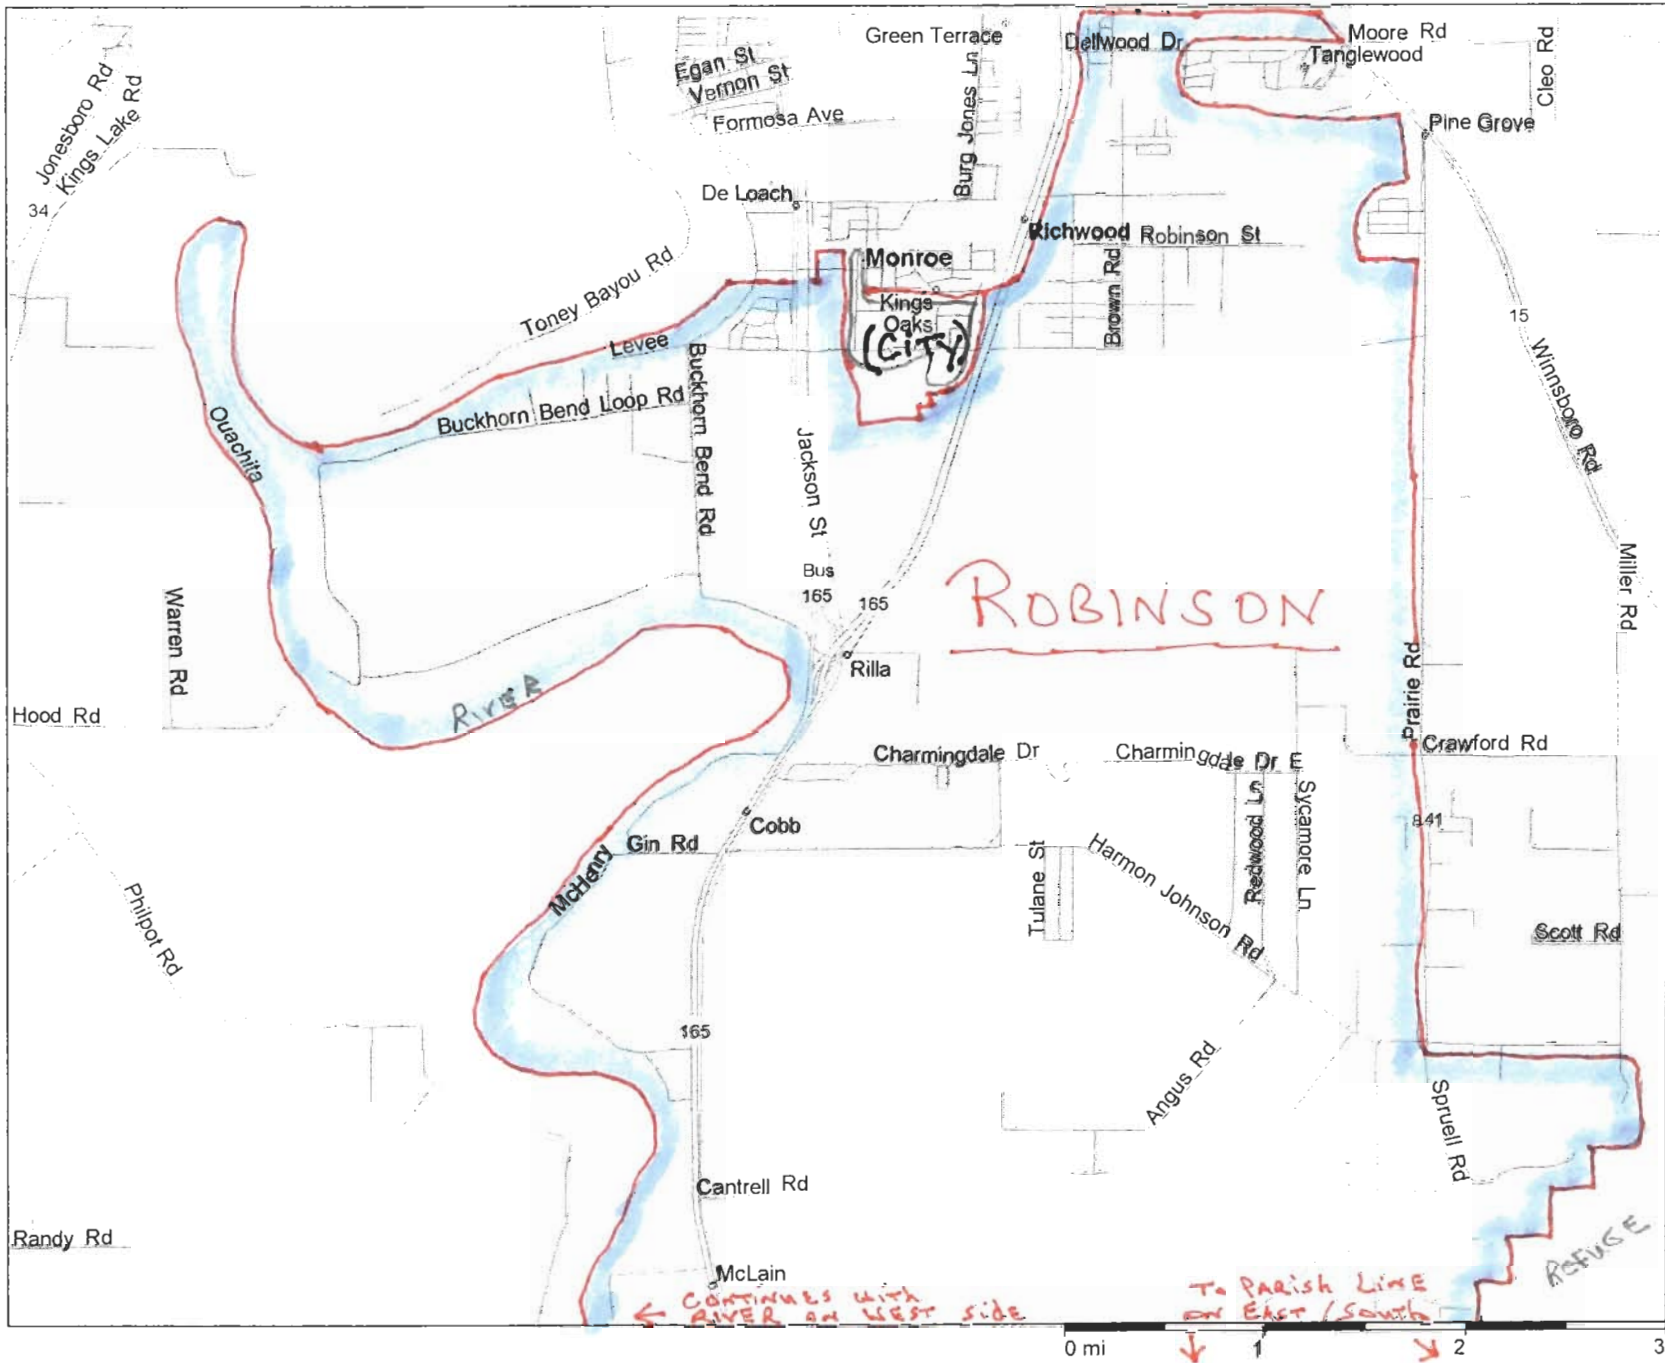 Green Terrace
Dellwood Dr
Moore Rd
Tanglewood
Cleo Rd
Egan St
Vernon St
Formosa Ave
Burg Jones Ln
Jonesboro Rd
Kings Lake Rd
34
Pine Grove
De Loach
Richwood
Robinson St
Monroe
Toney Bayou Rd
Kings
Oaks
(CITY)
Brown Rd
15
Winnsboro Rd
Levee
Buckhorn Bend Loop Rd
Buckhorn Bend Rd
Ouachita
Jackson St
Bus
165
165
ROBINSON
Miller Rd
Warren Rd
Rilla
RIVER
Hood Rd
Prairie Rd
Crawford Rd
Charmingdale Dr
Charmingdale Dr E
Redwood Ln
Sycamore Ln
Cobb
841
Gin Rd
McHenry
Tulane St
Harmon Johnson Rd
Scott Rd
Philpot Rd
165
Angus Rd
Spruell Rd
Cantrell Rd
Randy Rd
REFUGE
McLain
← CONTINUES WITH
RIVER ON WEST SIDE
To PARISH LINE
ON EAST/SOUTH
0 mi
1
2
3